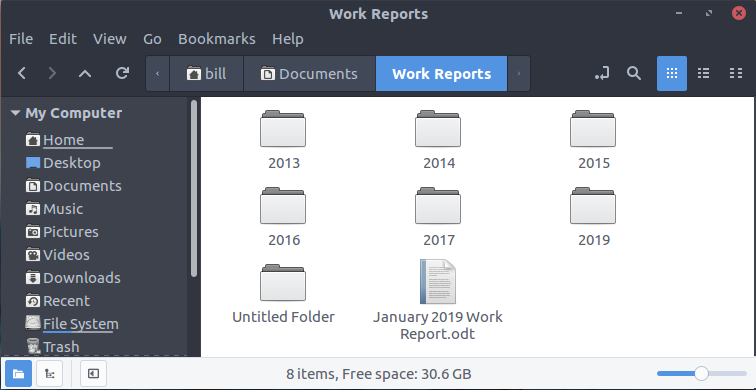 Work Reports
File Edit View Go Bookmarks Help
bill Documents Work Reports
My Computer
Home
Desktop
Documents
Music
Pictures
Videos
Downloads
Recent
File System
Trash
2013 2014 2015
2016 2017 2019
Untitled Folder January 2019 Work
Report.odt
8 items, Free space: 30.6 GB